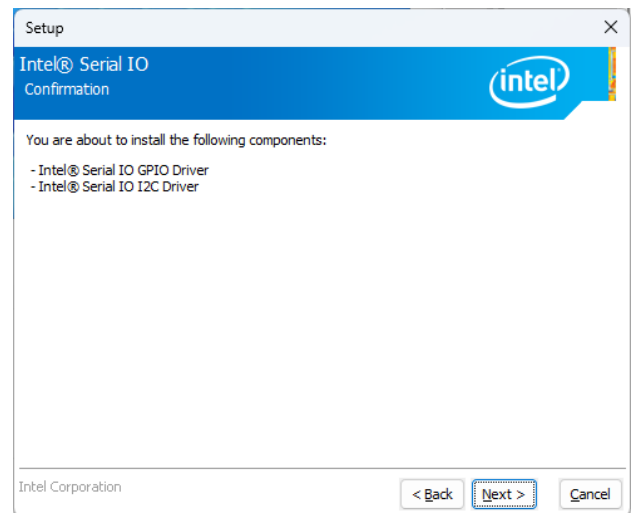 Setup
Intel® Serial IO
Confirmation
intel
You are about to install the following components:
- Intel® Serial IO GPIO Driver
- Intel® Serial IO I2C Driver
Intel Corporation
< Back
Next >
Cancel